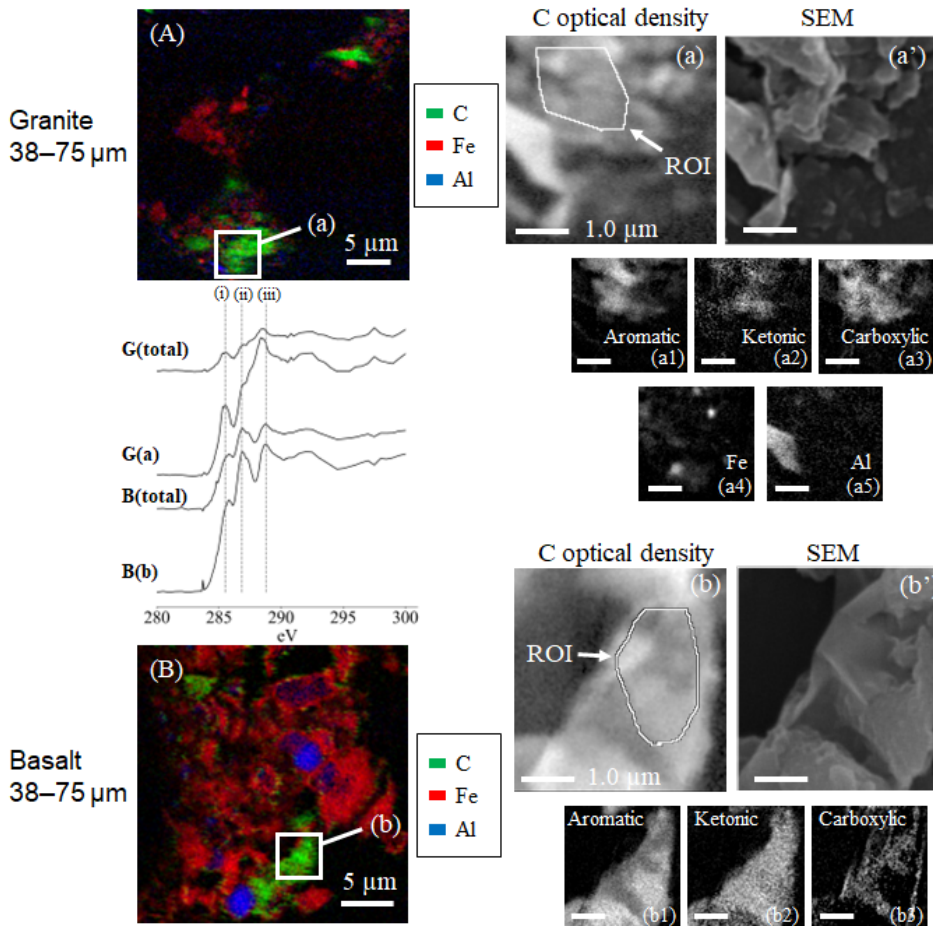 (A)
Granite
38–75 µm
C
Fe
Al
(a)
5 µm
C optical density
SEM
(a)
(a')
ROI
1.0 µm
Aromatic
(a1)
Ketonic
(a2)
Carboxylic
(a3)
Fe
(a4)
Al
(a5)
(i)
(ii)
(iii)
G(total)
G(a)
B(total)
B(b)
280
285
290
295
300
eV
(B)
Basalt
38–75 µm
C
Fe
Al
(b)
5 µm
C optical density
SEM
(b)
(b')
ROI
1.0 µm
Aromatic
(b1)
Ketonic
(b2)
Carboxylic
(b3)